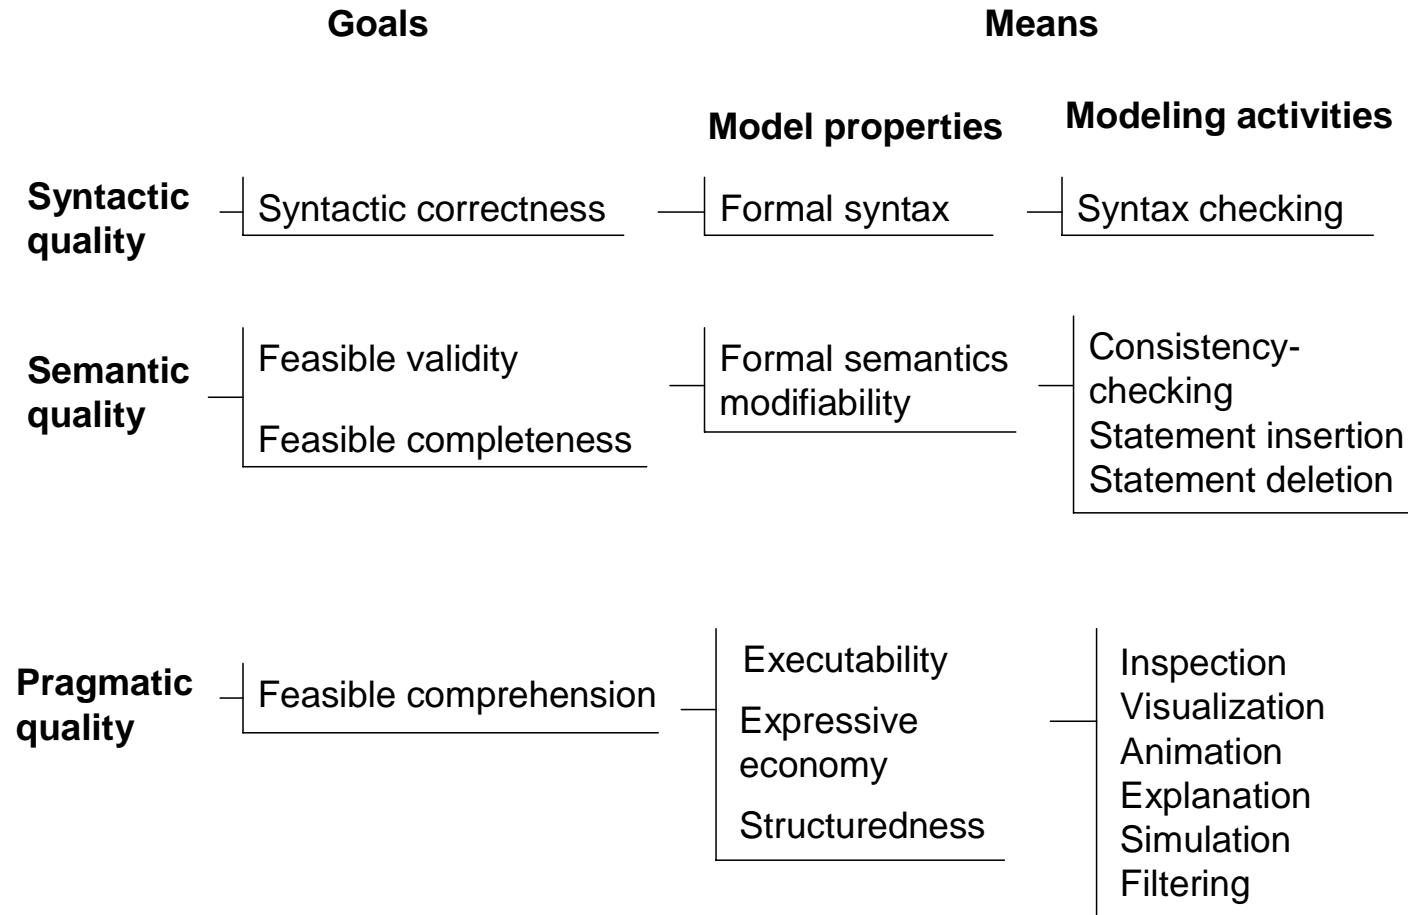 Goals
Means
Model properties
Modeling activities
Syntactic
quality
Syntactic correctness
Formal syntax
Syntax checking
Semantic
quality
Feasible validity
Feasible completeness
Formal semantics
modifiability
Consistency-
checking
Statement insertion
Statement deletion
Pragmatic
quality
Feasible comprehension
Executability
Expressive
economy
Structuredness
Inspection
Visualization
Animation
Explanation
Simulation
Filtering